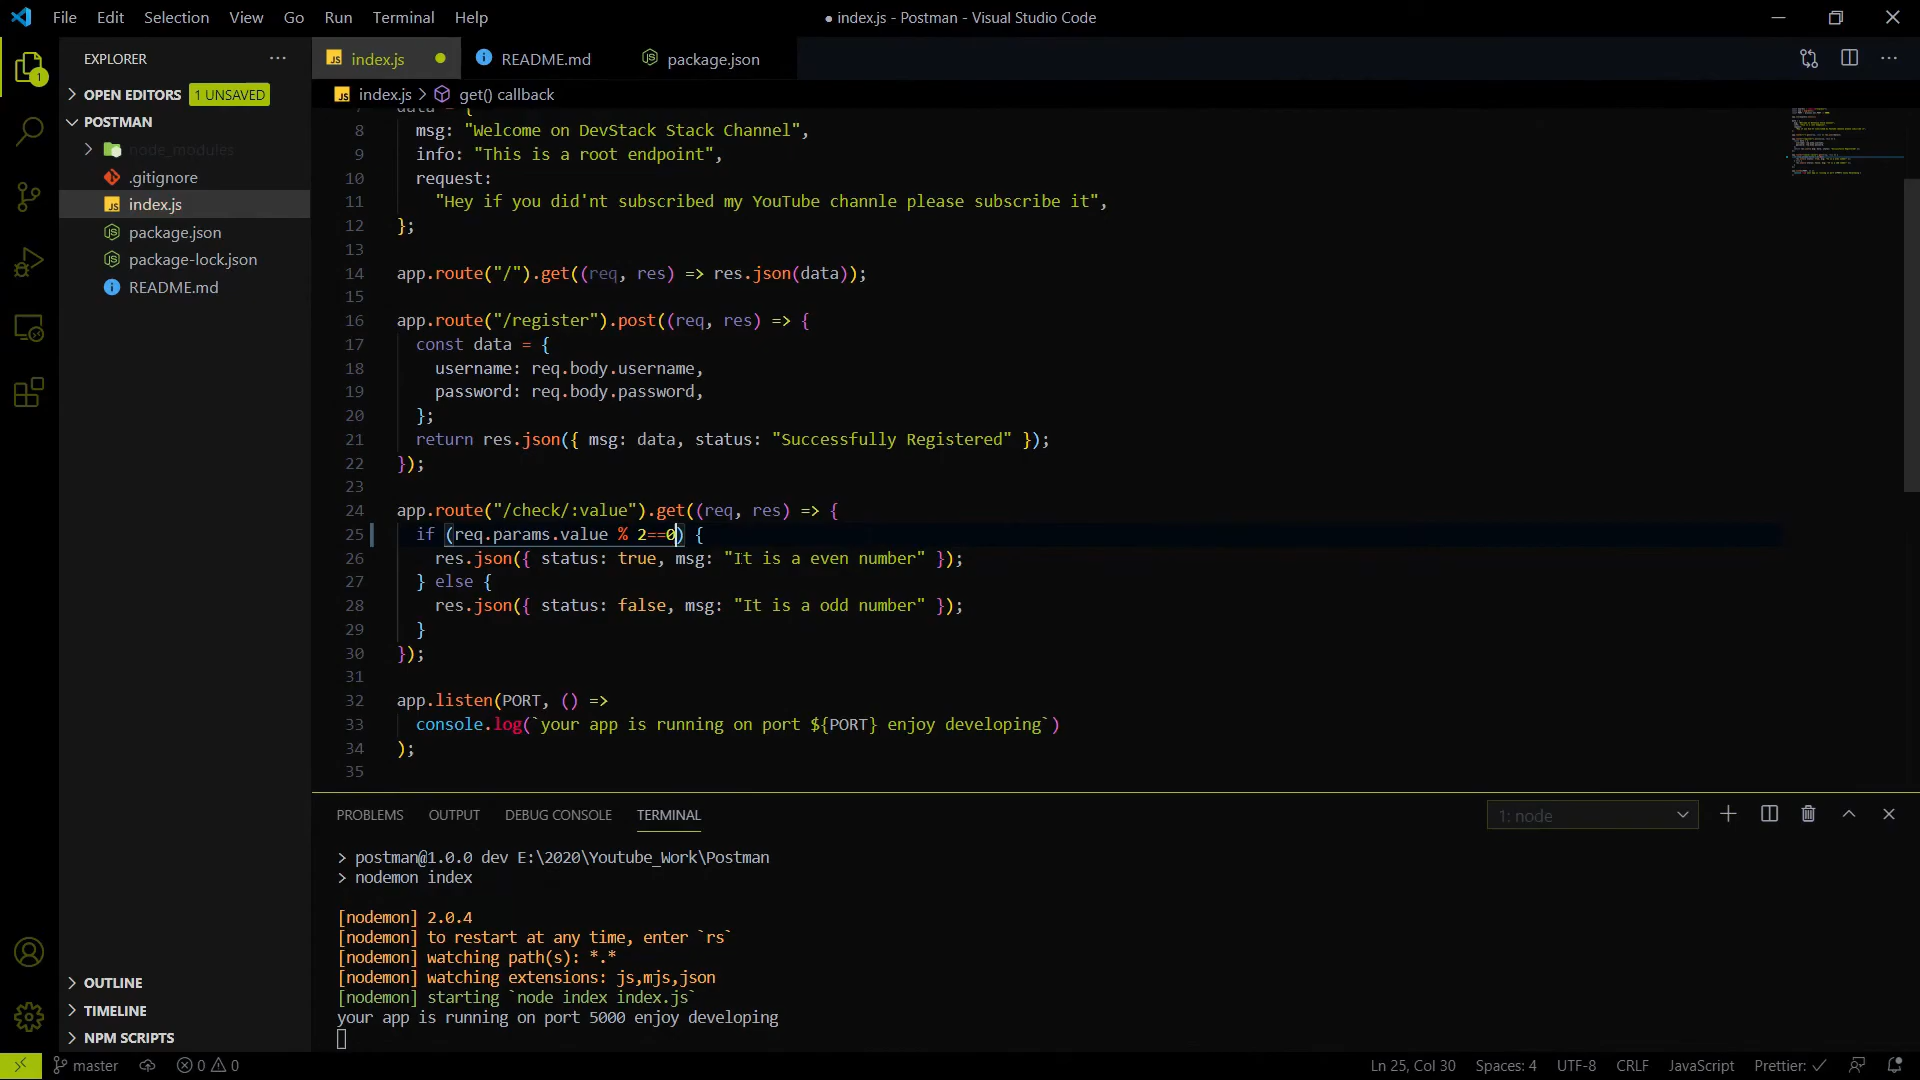 File Edit Selection View Go Run Terminal Help
● index.js - Postman - Visual Studio Code
EXPLORER
index.js
README.md
package.json
OPEN EDITORS 1 UNSAVED
index.js > get() callback
POSTMAN
node_modules
.gitignore
index.js
package.json
package-lock.json
README.md
data = {
8 msg: "Welcome on DevStack Stack Channel",
9 info: "This is a root endpoint",
10 request:
11 "Hey if you did'nt subscribed my YouTube channle please subscribe it",
12 };
13
14 app.route("/").get((req, res) => res.json(data));
15
16 app.route("/register").post((req, res) => {
17 const data = {
18 username: req.body.username,
19 password: req.body.password,
20 };
21 return res.json({ msg: data, status: "Successfully Registered" });
22 });
23
24 app.route("/check/:value").get((req, res) => {
25 if (req.params.value % 2==0) {
26 res.json({ status: true, msg: "It is a even number" });
27 } else {
28 res.json({ status: false, msg: "It is a odd number" });
29 }
30 });
31
32 app.listen(PORT, () =>
33 console.log(`your app is running on port ${PORT} enjoy developing`)
34 );
35
PROBLEMS OUTPUT DEBUG CONSOLE TERMINAL
1: node
> postman@1.0.0 dev E:\2020\Youtube_Work\Postman
> nodemon index
[nodemon] 2.0.4
[nodemon] to restart at any time, enter `rs`
[nodemon] watching path(s): *.*
[nodemon] watching extensions: js,mjs,json
[nodemon] starting `node index index.js`
your app is running on port 5000 enjoy developing
OUTLINE
TIMELINE
NPM SCRIPTS
1
master
0 0
Ln 25, Col 30
Spaces: 4
UTF-8
CRLF
JavaScript
Prettier: ✓